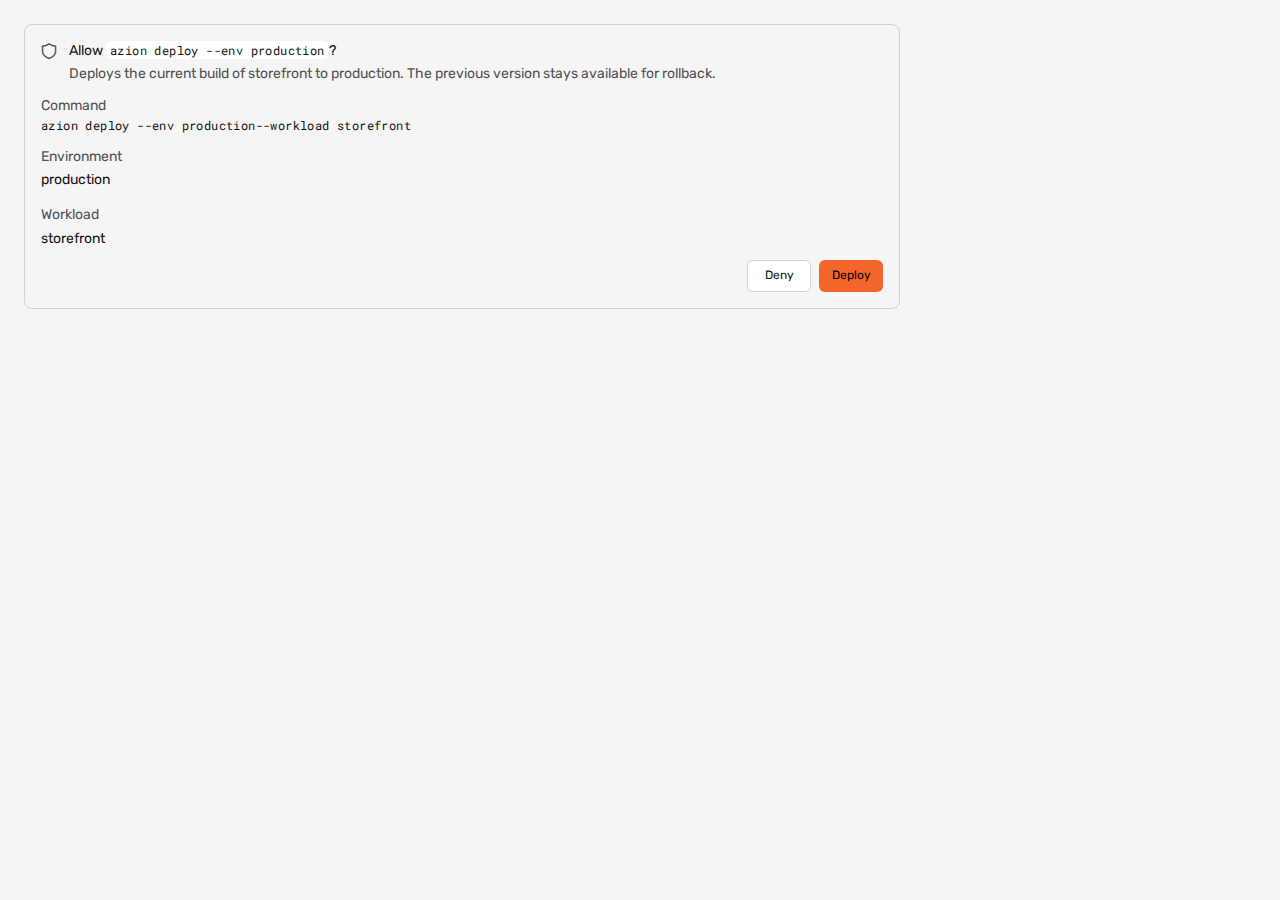 Allow azion deploy --env production ?
Deploys the current build of storefront to production. The previous version stays available for rollback.
Command
azion deploy --env production--workload storefront
Environment
production
Workload
storefront
Deny Deploy